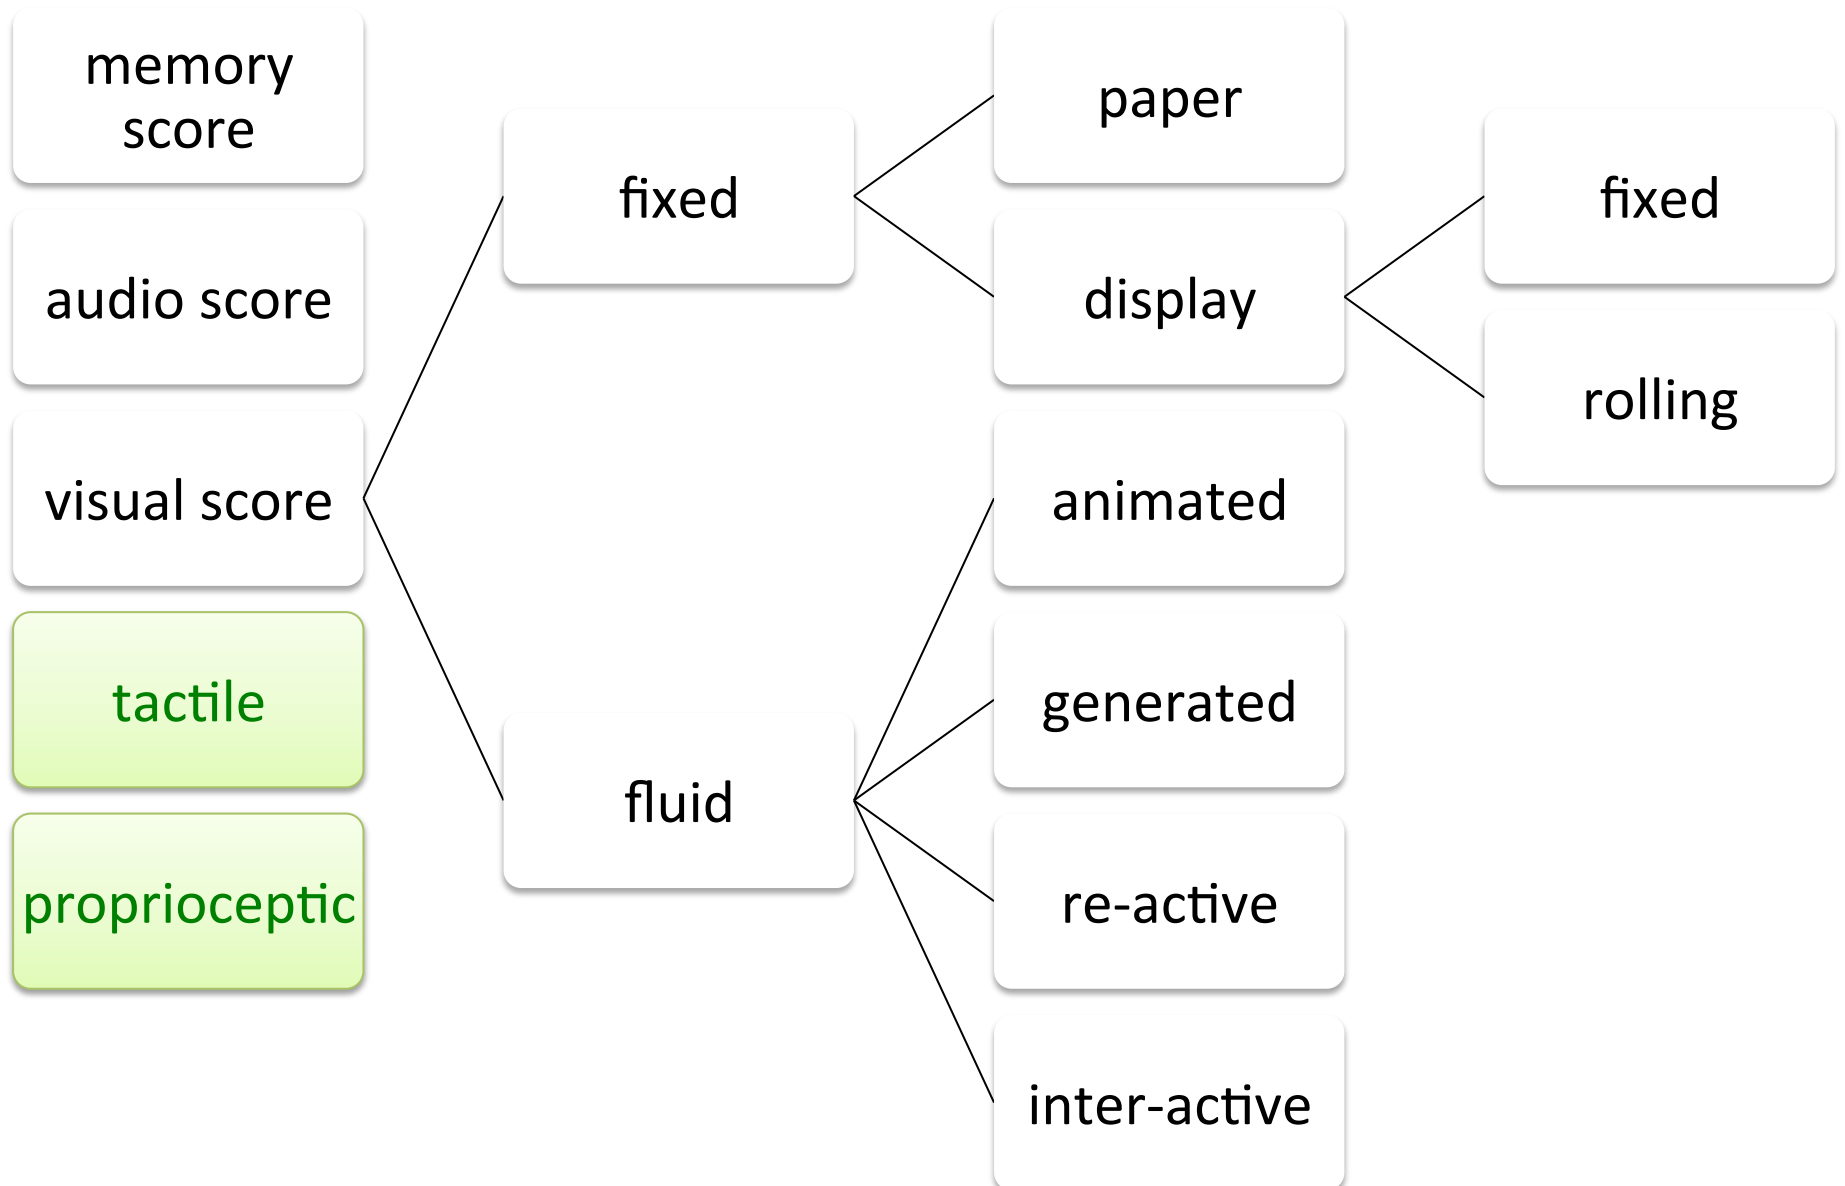 memory
score
audio score
visual score
tactile
proprioceptic
fixed
fluid
paper
display
animated
generated
re-active
inter-active
fixed
rolling